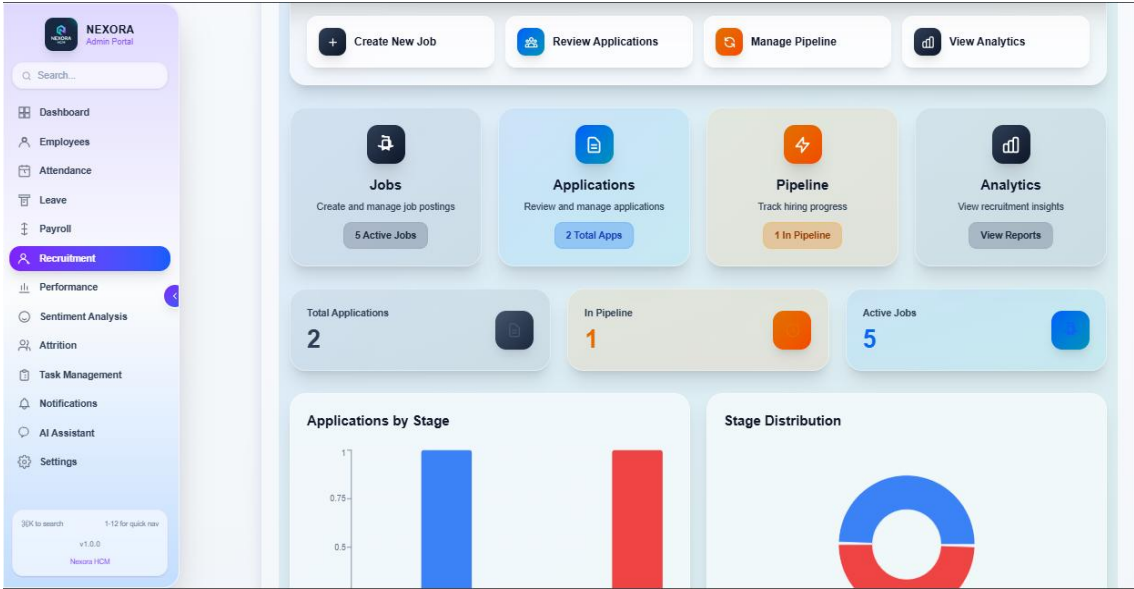 NEXORA
Admin Portal
NEXORA
HCM
Search...
Dashboard
Employees
Attendance
Leave
Payroll
Recruitment
Performance
Sentiment Analysis
Attrition
Task Management
Notifications
AI Assistant
Settings
⌘K to search
1-12 for quick nav
v1.0.0
Nexora HCM
Create New Job
Review Applications
Manage Pipeline
View Analytics
Jobs
Create and manage job postings
5 Active Jobs
Applications
Review and manage applications
2 Total Apps
Pipeline
Track hiring progress
1 In Pipeline
Analytics
View recruitment insights
View Reports
Total Applications
2
In Pipeline
1
Active Jobs
5
Applications by Stage
1
0.75
0.5
Stage Distribution